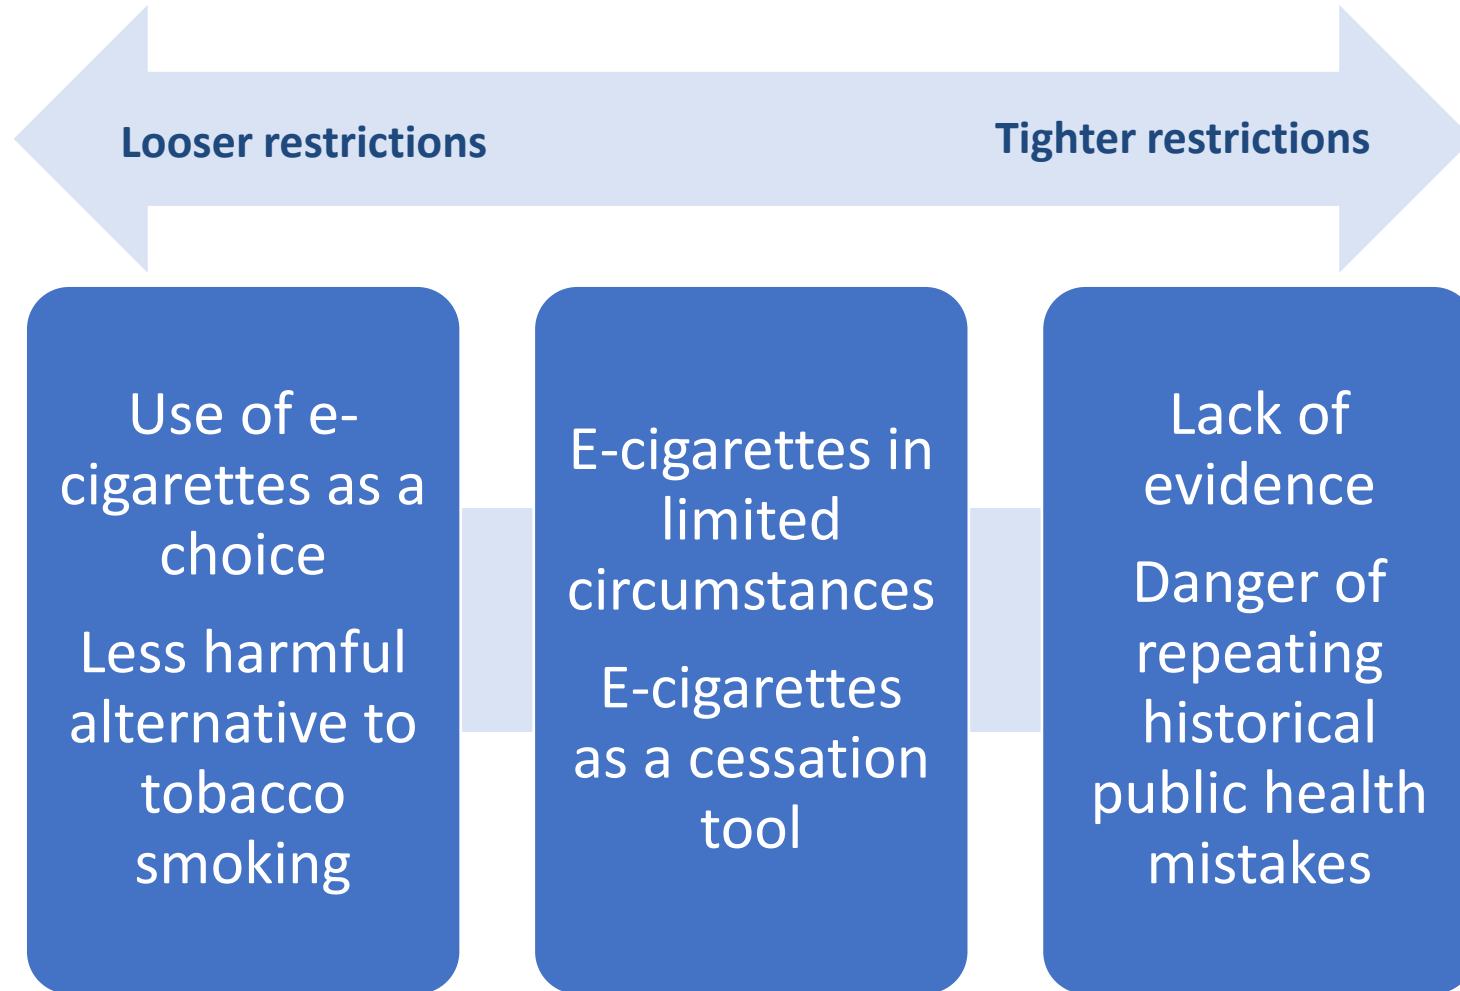 Looser restrictions
Tighter restrictions
Use of e-
cigarettes as a
choice
Less harmful
alternative to
tobacco
smoking
E-cigarettes in
limited
circumstances
E-cigarettes
as a cessation
tool
Lack of
evidence
Danger of
repeating
historical
public health
mistakes